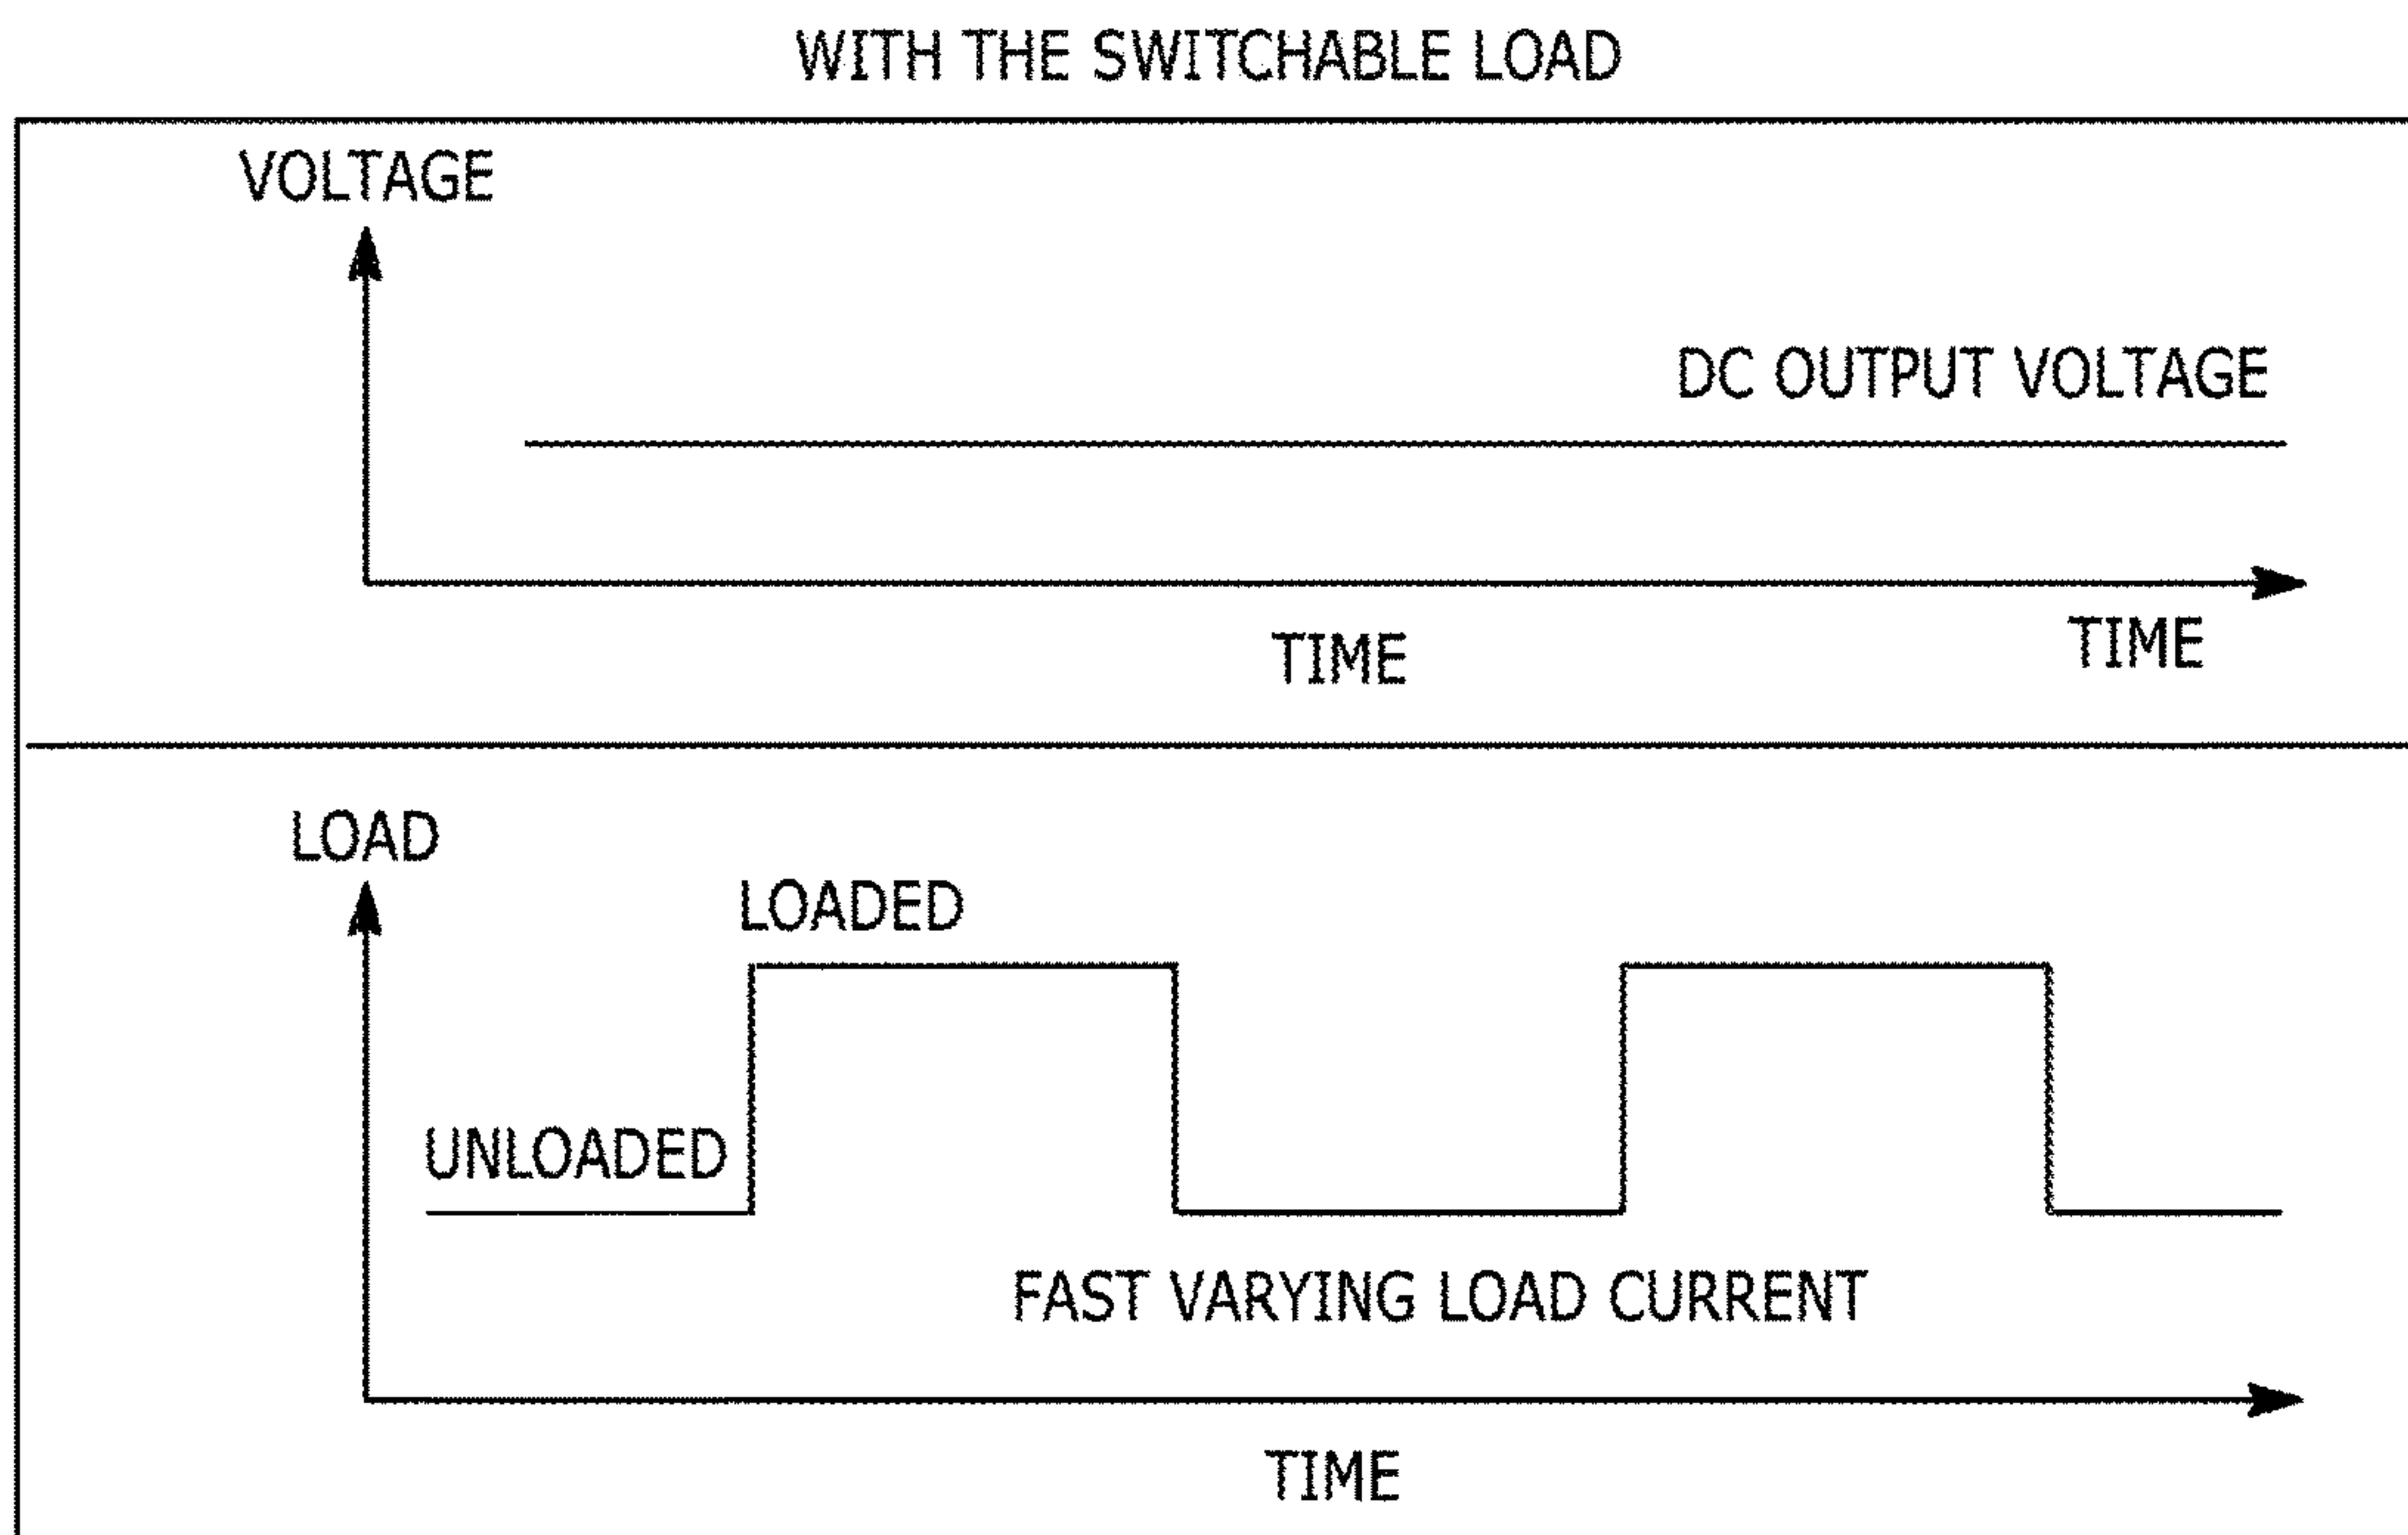 WITH THE SWITCHABLE LOAD
VOLTAGE
DC OUTPUT VOLTAGE
TIME
TIME
LOAD
LOADED
UNLOADED
FAST VARYING LOAD CURRENT
TIME